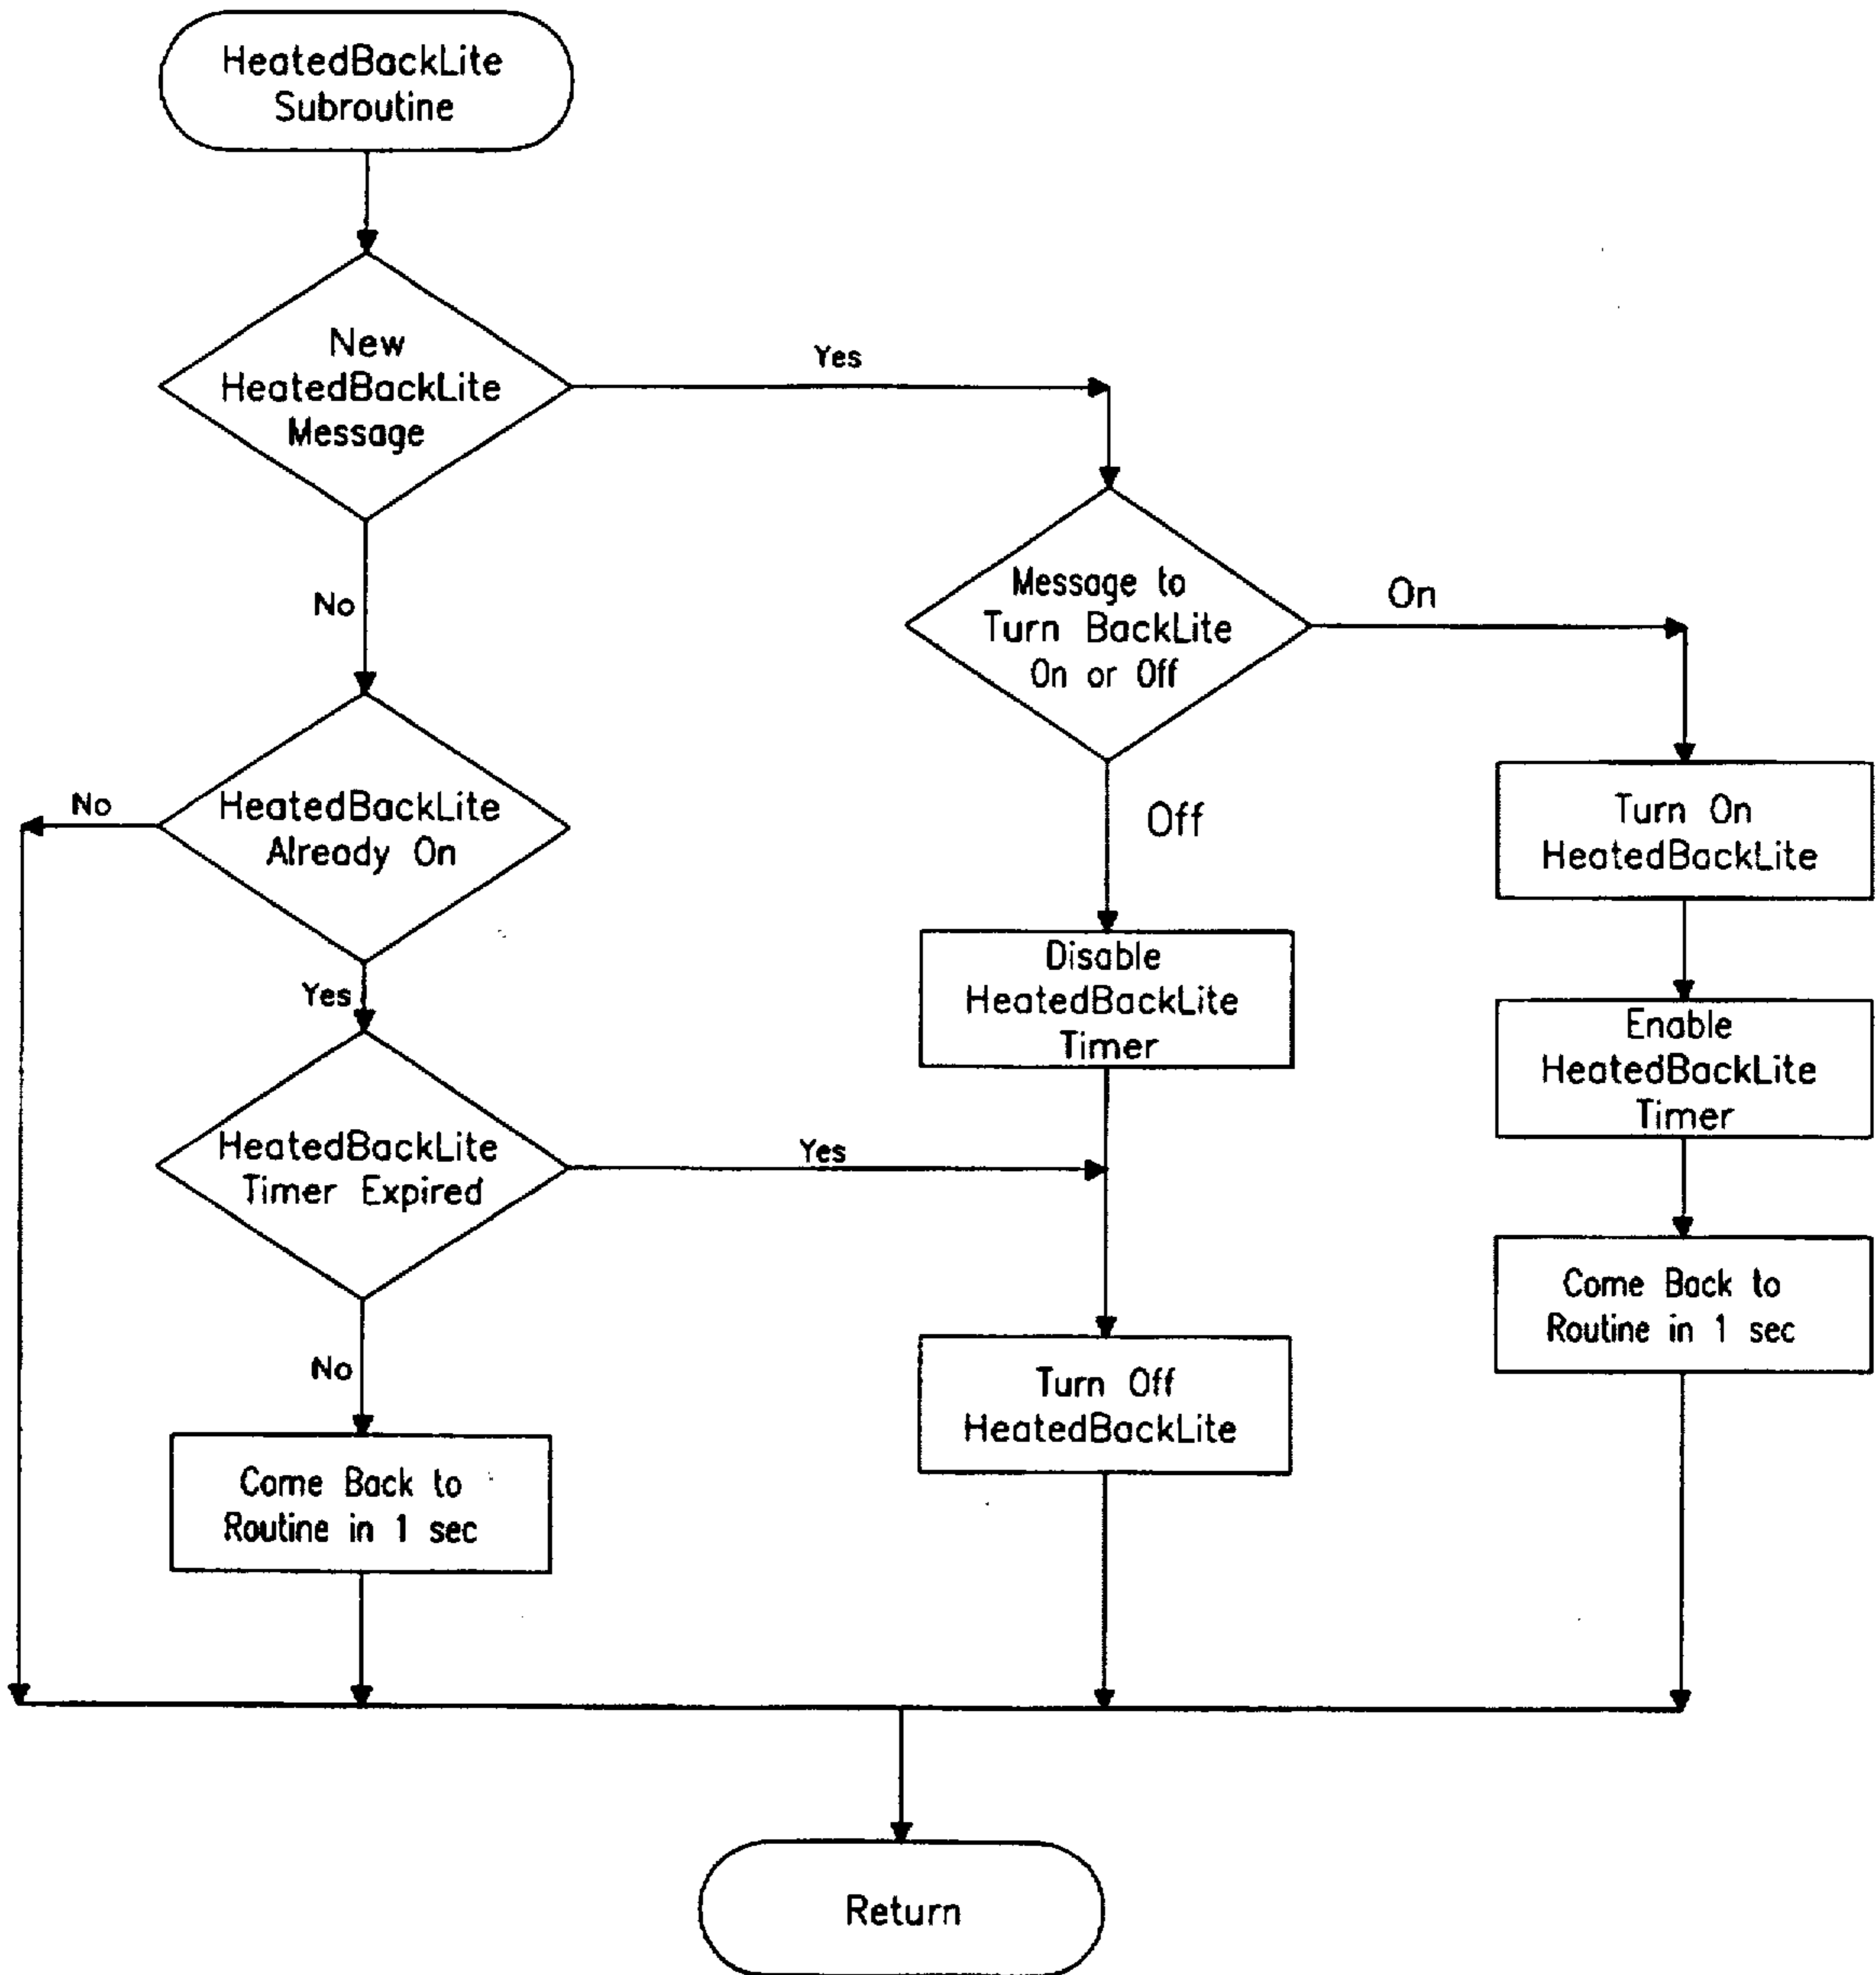 HeatedBackLite
Subroutine
New
HeatedBackLite
Message
Yes
No
Message to
Turn BackLite
On or Off
On
Off
HeatedBackLite
Already On
No
Yes
Turn On
HeatedBackLite
Disable
HeatedBackLite
Timer
Enable
HeatedBackLite
Timer
HeatedBackLite
Timer Expired
Yes
No
Come Back to
Routine in 1 sec
Turn Off
HeatedBackLite
Come Back to
Routine in 1 sec
Return